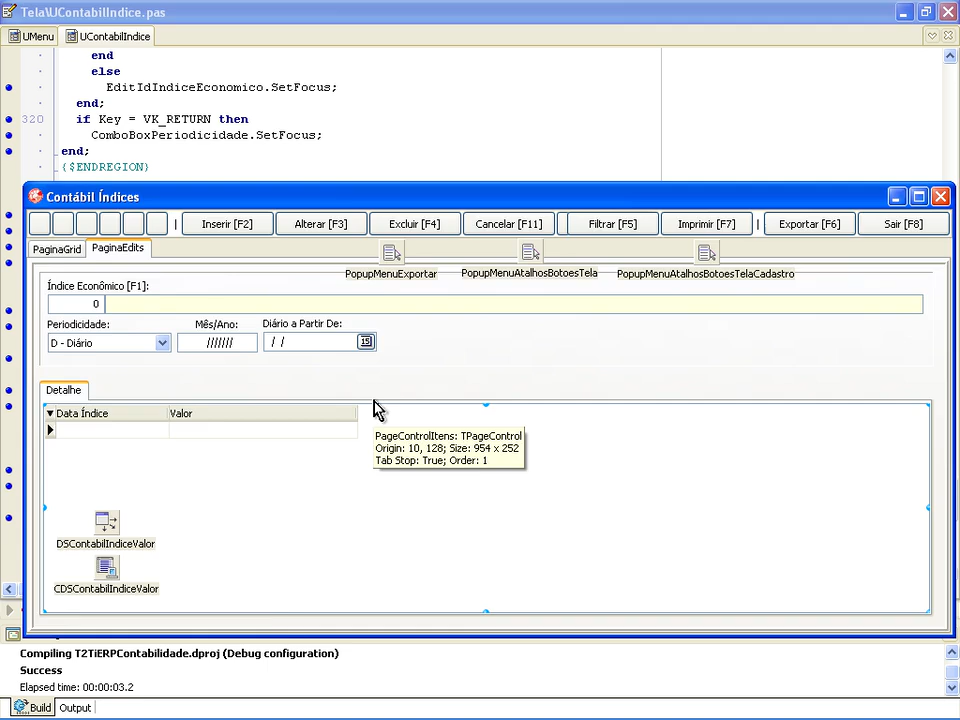 Tela\UContabilIndice.pas
UMenu UContabilIndice
end
else
EditIdIndiceEconomico.SetFocus;
end;
320 if Key = VK_RETURN then
ComboBoxPeriodicidade.SetFocus;
end;
{$ENDREGION}
Contábil Índices
| Inserir [F2] Alterar [F3] Excluir [F4] Cancelar [F11] Filtrar [F5] Imprimir [F7] | Exportar [F6] Sair [F8]
PaginaGrid PaginaEdits
PopupMenuExportar PopupMenuAtalhosBotoesTela PopupMenuAtalhosBotoesTelaCadastro
Índice Econômico [F1]:
0
Periodicidade: Mês/Ano: Diário a Partir De:
D - Diário /////// / / 15
Detalhe
Data Índice Valor
PageControlItens: TPageControl
Origin: 10, 128; Size: 954 x 252
Tab Stop: True; Order: 1
DSContabilIndiceValor
CDSContabilIndiceValor
Compiling T2TiERPContabilidade.dproj (Debug configuration)
Success
Elapsed time: 00:00:03.2
Build Output